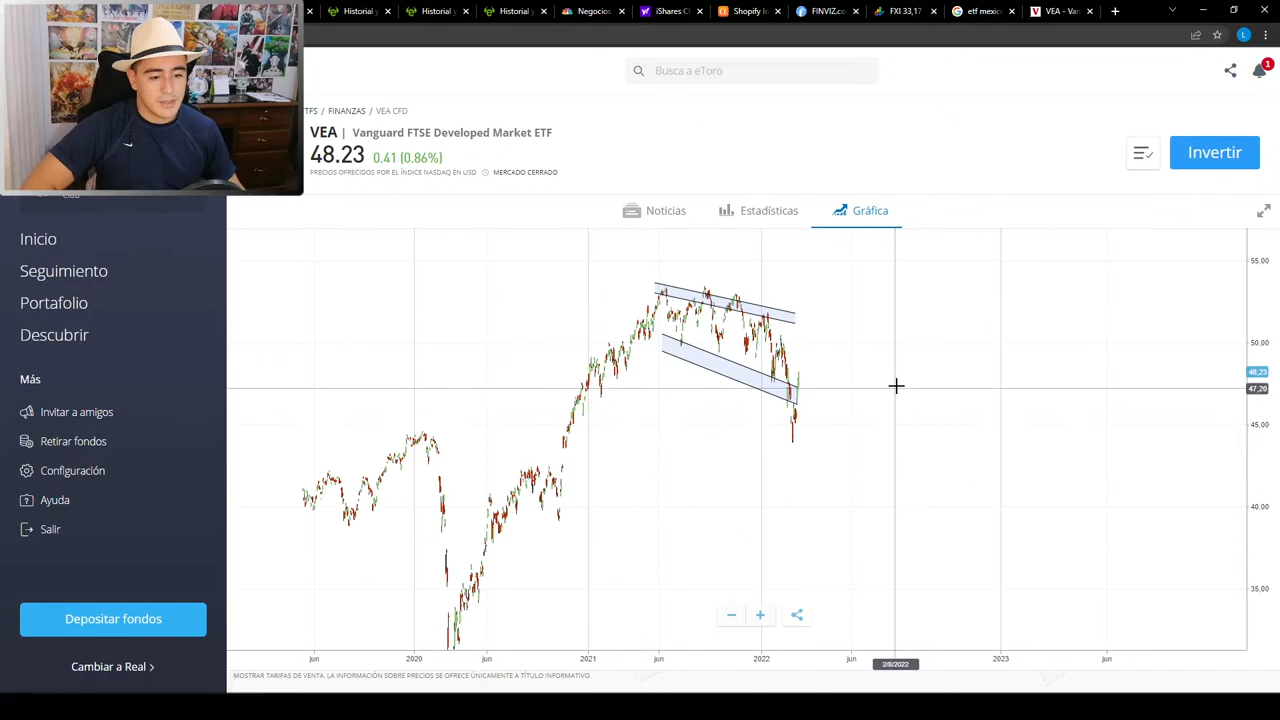 Historial y
Historial y
Historial y
Negocio
iShares C
Shopify In
FINVIZ.co
FXI 33,17
etf mexic
VEA - Van
L
Busca a eToro
1
TFS / FINANZAS / VEA CFD
VEA | Vanguard FTSE Developed Market ETF
48.23 0.41 (0.86%)
PRECIOS OFRECIDOS POR EL ÍNDICE NASDAQ EN USD MERCADO CERRADO
Invertir
Noticias
Estadísticas
Gráfica
Inicio
Seguimiento
Portafolio
Descubrir
Más
Invitar a amigos
Retirar fondos
Configuración
Ayuda
Salir
Depositar fondos
Cambiar a Real >
55,00
50,00
48,23
47,20
45,00
40,00
35,00
jun
2020
jun
2021
jun
2022
jun
2/8/2022
2023
jun
MOSTRAR TARIFAS DE VENTA. LA INFORMACIÓN SOBRE PRECIOS SE OFRECE ÚNICAMENTE A TÍTULO INFORMATIVO.